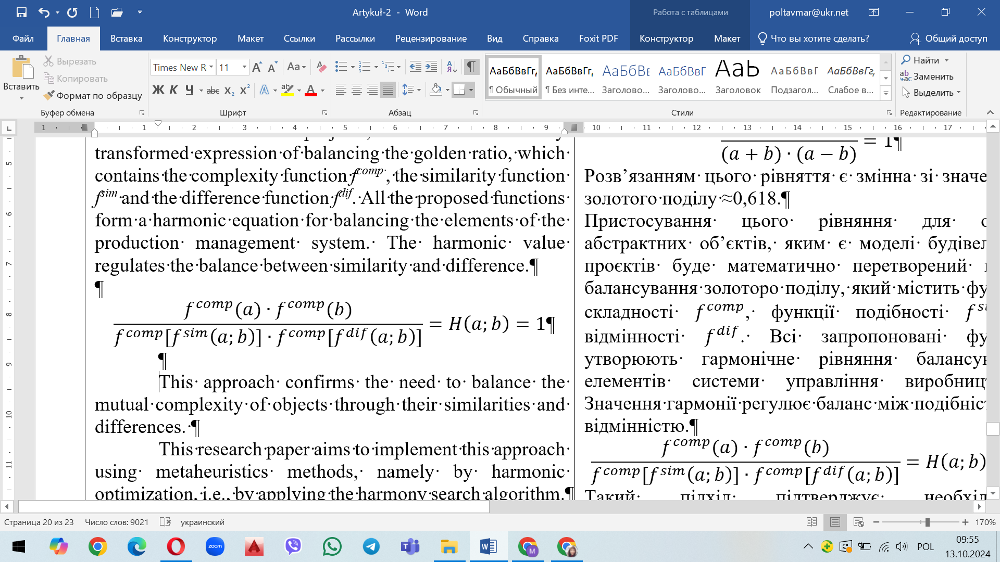 Artykuł-2 - Word
Работа с таблицами
poltavmar@ukr.net
Файл Главная Вставка Конструктор Макет Ссылки Рассылки Рецензирование Вид Справка Foxit PDF Конструктор Макет Что вы хотите сделать? Общий доступ
Вставить
Вырезать
Копировать
Формат по образцу
Буфер обмена
Times New R 11
Ж К Ч abc x₂ x² A ab A
Шрифт
Абзац
АаБбВвГг, АаБбВвГг, АаБбВв АаБбВвГ АаЬ АаБбВвГ АаБбВвГг,
¶ Обычный ¶ Без инте... Заголово... Заголово... Заголовок Подзагол... Слабое в...
Стили
Найти
Заменить
Выделить
Редактирование
1 1 2 3 4 5 6 7 8 9 10 11 12 13 14 15 16 17
5 6 7 8 9 10 11
transformed expression of balancing the golden ratio, which
contains the complexity function f^comp, the similarity function
f^sim and the difference function f^dif. All the proposed functions
form a harmonic equation for balancing the elements of the
production management system. The harmonic value
regulates the balance between similarity and difference.¶
¶
f^comp(a) · f^comp(b)
f^comp[f^sim(a; b)] · f^comp[f^dif(a; b)] = H(a; b) = 1¶
¶
This approach confirms the need to balance the
mutual complexity of objects through their similarities and
differences. ¶
This research paper aims to implement this approach
using metaheuristics methods, namely by harmonic
optimization, i.e., by applying the harmony search algorithm.¶
(a + b) · (a − b) = 1¶
Розв’язанням цього рівняття є змінна зі значе
золотого поділу ≈0,618.¶
Пристосування цього рівняння для о
абстрактних об’єктів, яким є моделі будівел
проєктів буде математично перетворений
балансування золоторо поділу, який містить фу
складності f^comp, функції подібності f^s
відмінності f^dif. Всі запропоновані фу
утворюють гармонічне рівняння балансу
елементів системи управління виробниц
Значення гармонії регулює баланс між подібніс
відмінністю.¶
f^comp(a) · f^comp(b)
f^comp[f^sim(a; b)] · f^comp[f^dif(a; b)] = H(a; b)
Такий підхід підтверджує необхід
Страница 20 из 23 Число слов: 9021 украинский 170%
zoom
POL
09:55
13.10.2024